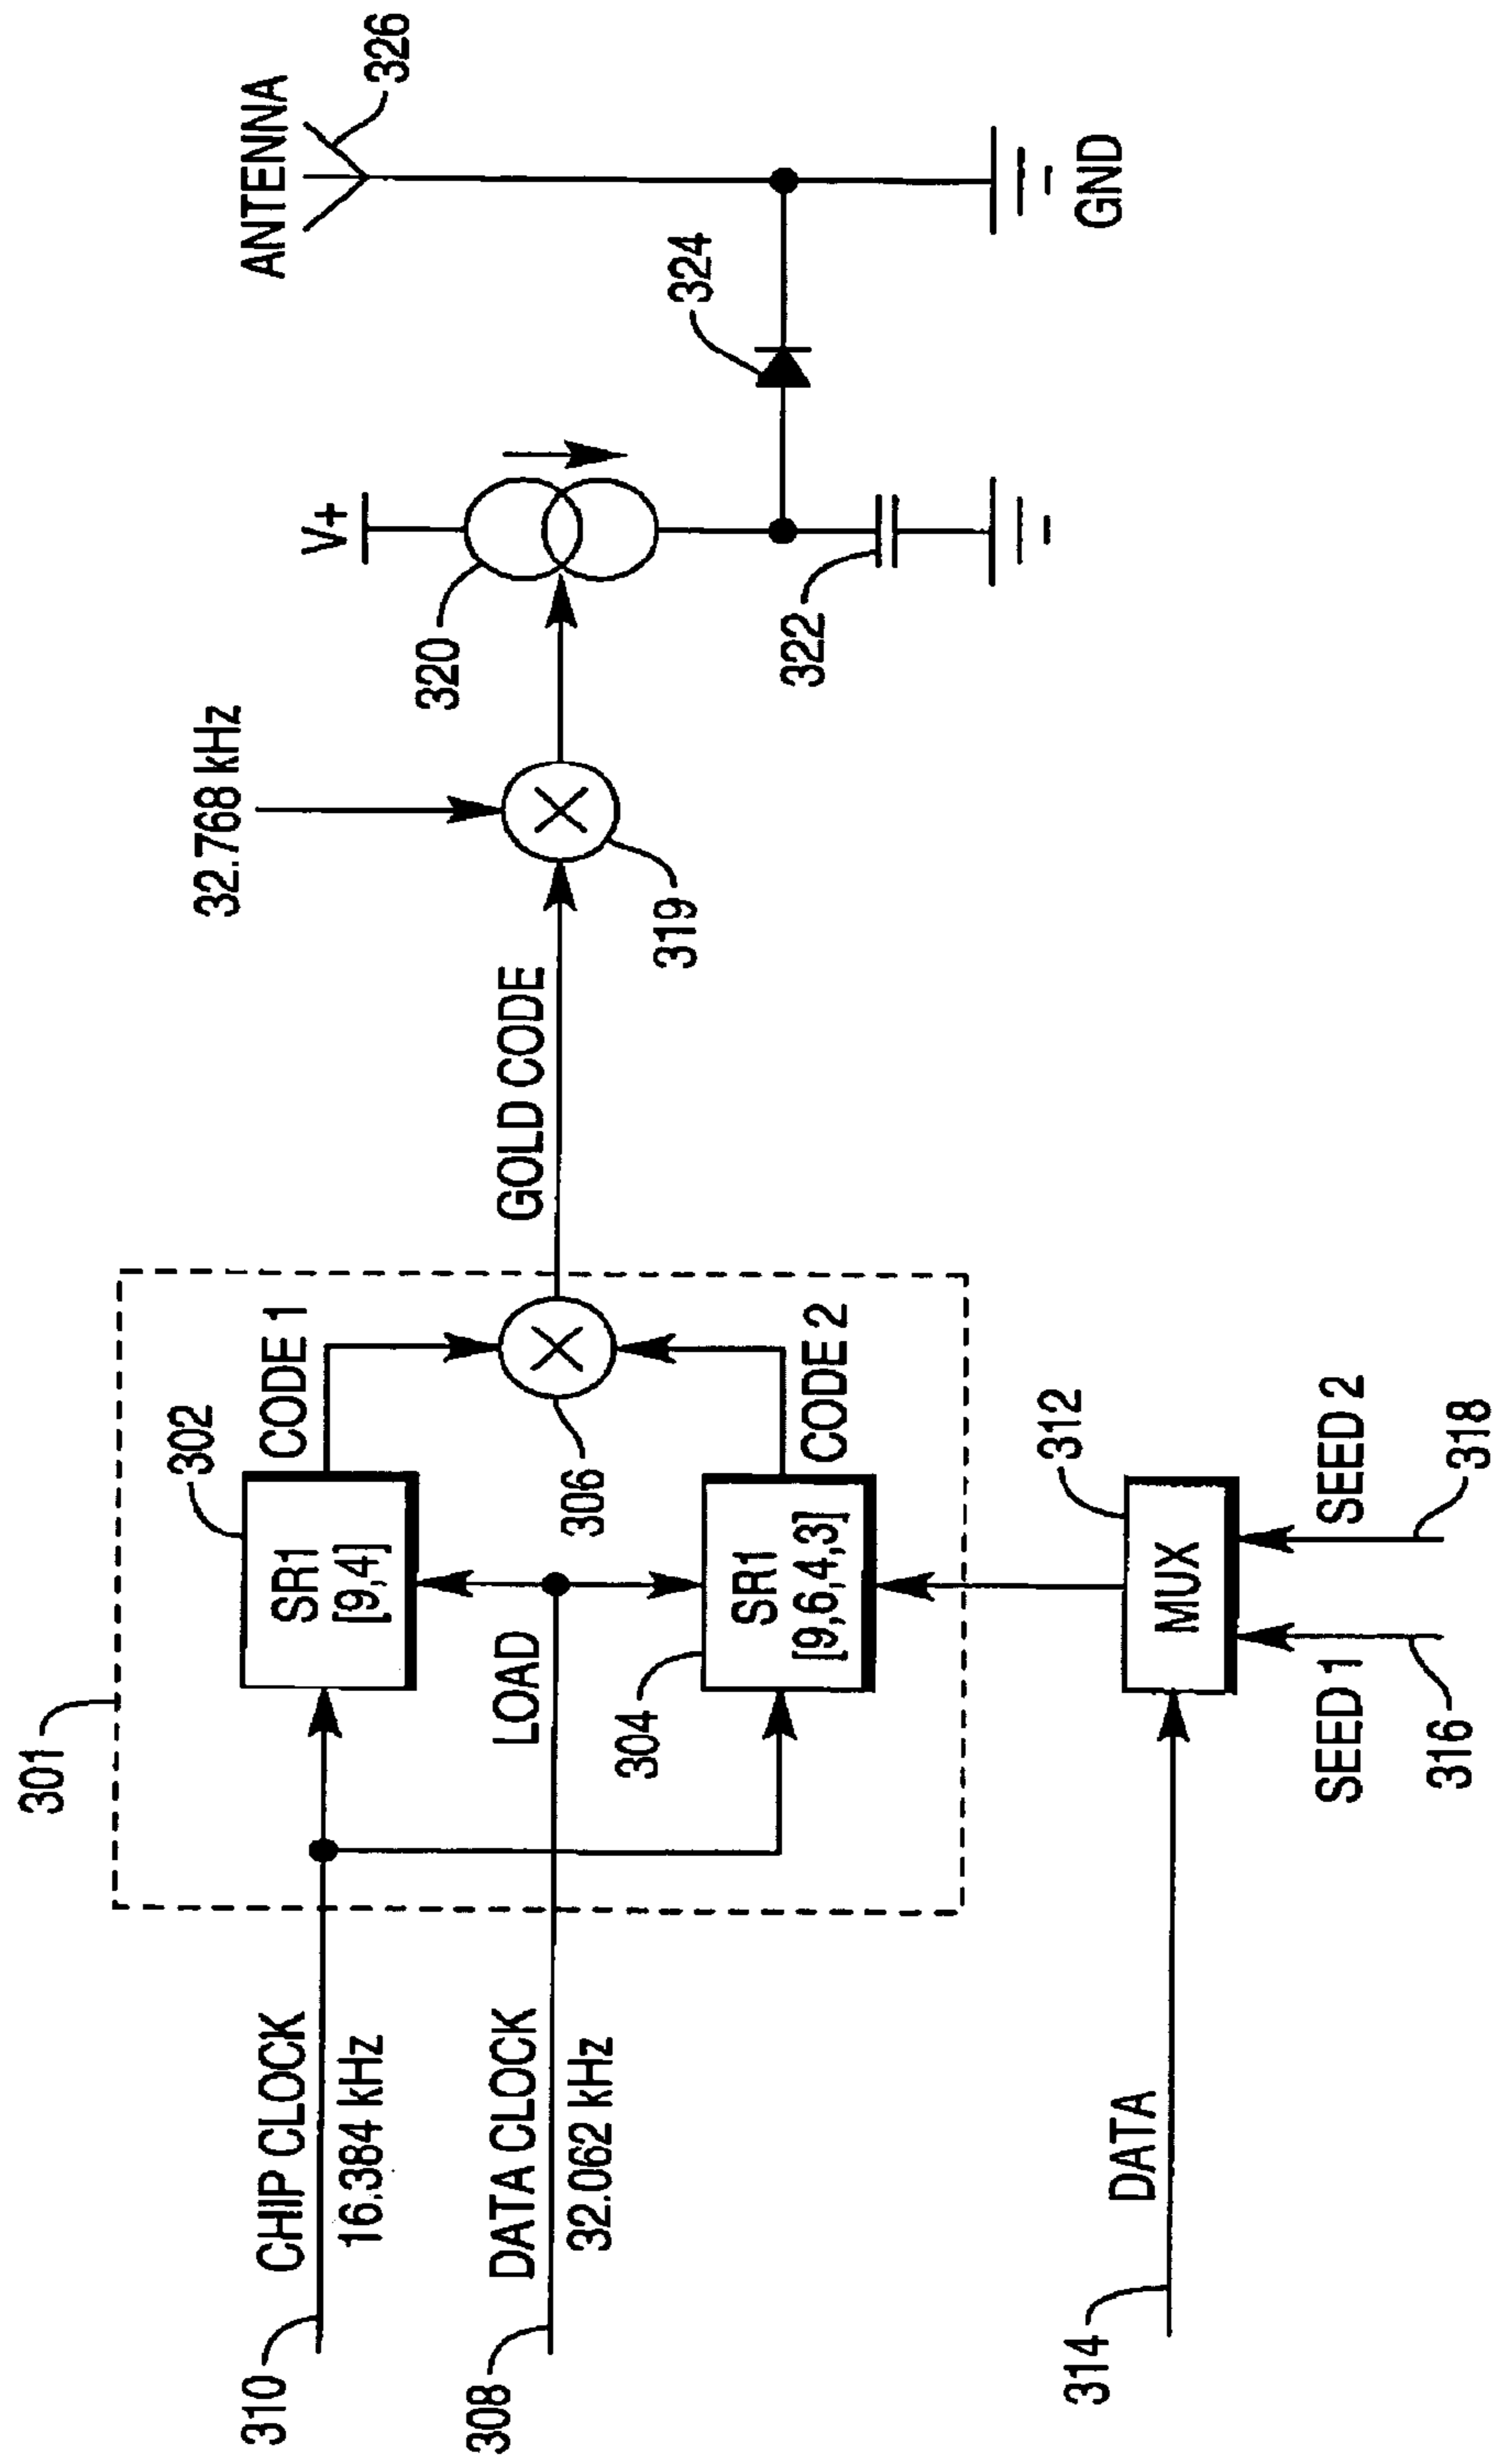 301
310
CHIP CLOCK
16.384 kHz
308
DATA CLOCK
32.062 kHz
314
DATA
302
SR1
[9,4]
CODE 1
LOAD
306
304
SR1
[9,6,4,3]
CODE 2
312
MUX
SEED 1
316
SEED 2
318
GOLD CODE
32.768 kHz
319
320
V+
322
324
ANTENNA
326
GND